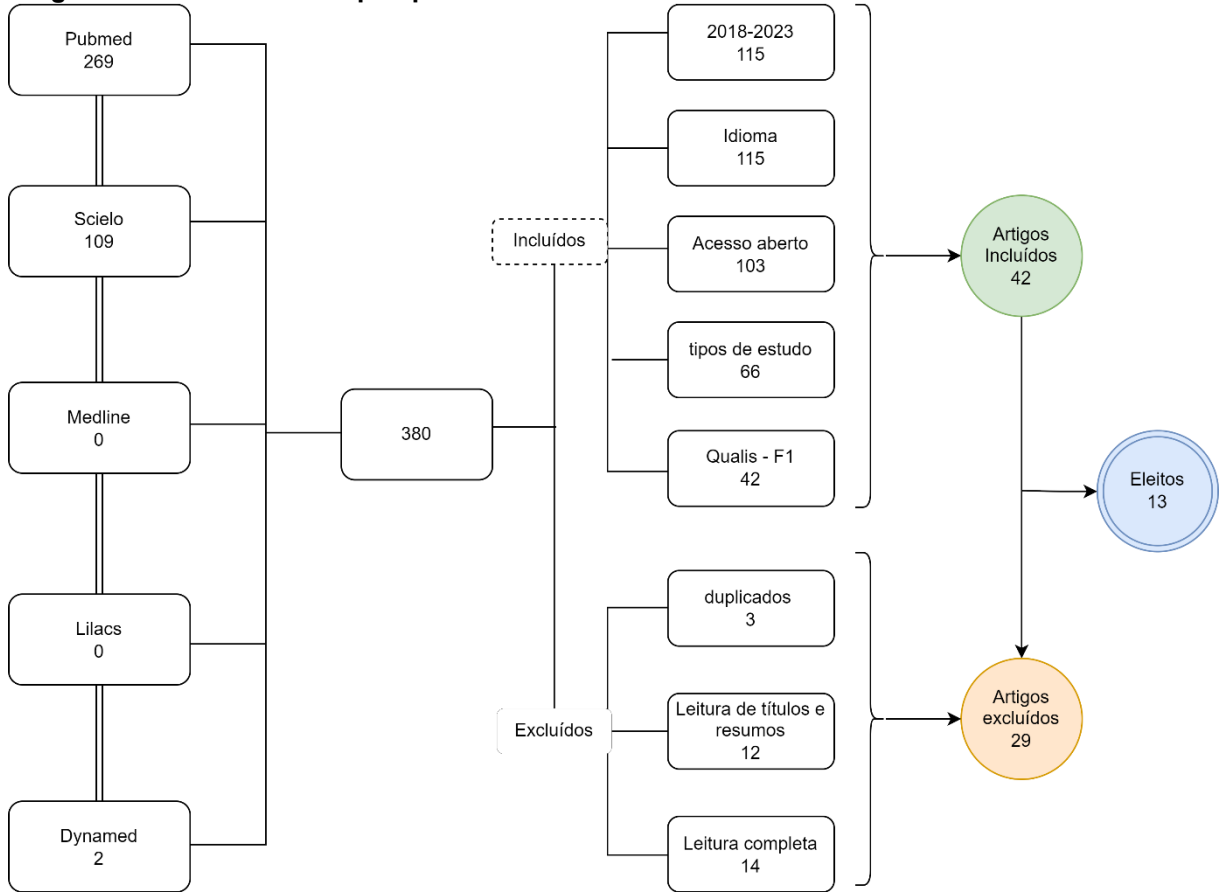 Pubmed
269
Scielo
109
Medline
0
Lilacs
0
Dynamed
2
380
Incluídos
Excluídos
2018-2023
115
Idioma
115
Acesso aberto
103
tipos de estudo
66
Qualis - F1
42
duplicados
3
Leitura de títulos e
resumos
12
Leitura completa
14
Artigos
Incluídos
42
Eleitos
13
Artigos
excluídos
29